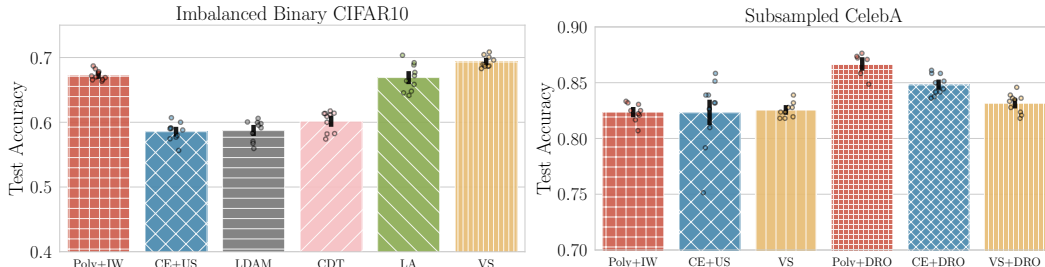 Imbalanced Binary CIFAR10
Test Accuracy
0.7
0.6
0.5
0.4
Poly+IW CE+US LDAM CDT LA VS
Subsampled CelebA
Test Accuracy
0.90
0.85
0.80
0.75
0.70
Poly+IW CE+US VS Poly+DRO CE+DRO VS+DRO